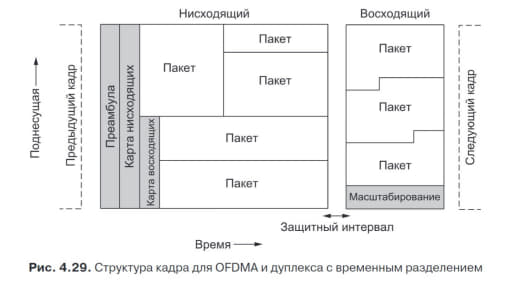 Нисходящий
Восходящий
Поднесущая
Предыдущий кадр
Преамбула
Карта нисходящих
Карта восходящих
Пакет
Пакет
Пакет
Пакет
Пакет
Пакет
Пакет
Пакет
Масштабирование
Следующий кадр
Защитный интервал
Время
Рис. 4.29. Структура кадра для OFDMA и дуплекса с временным разделением